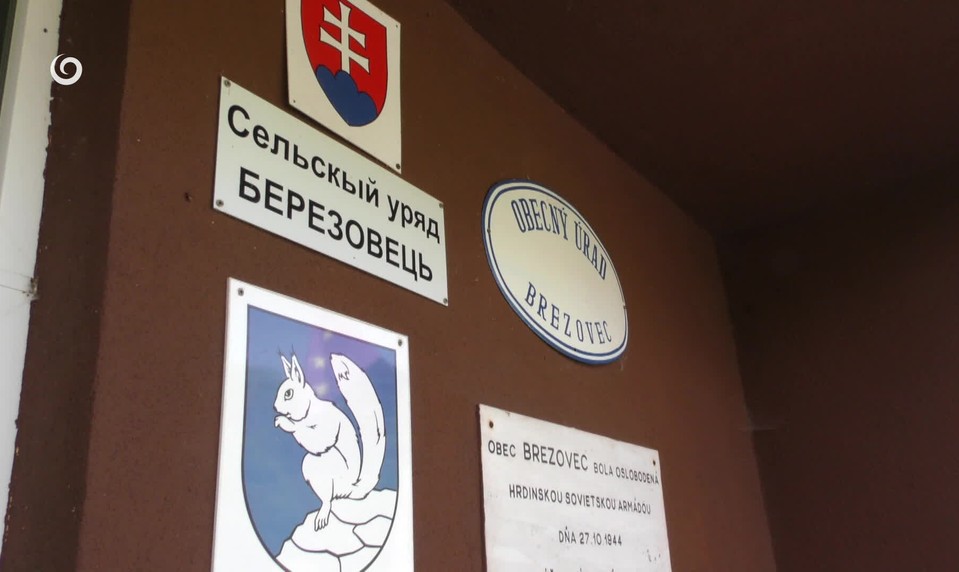 Сельскый уряд
БЕРЕЗОВЕЦЬ
OBECNÝ ÚRAD
BREZOVEC
OBEC BREZOVEC BOLA OSLOBODENÁ
HRDINSKOU SOVIETSKOU ARMÁDOU
DŇA 27.10 1944